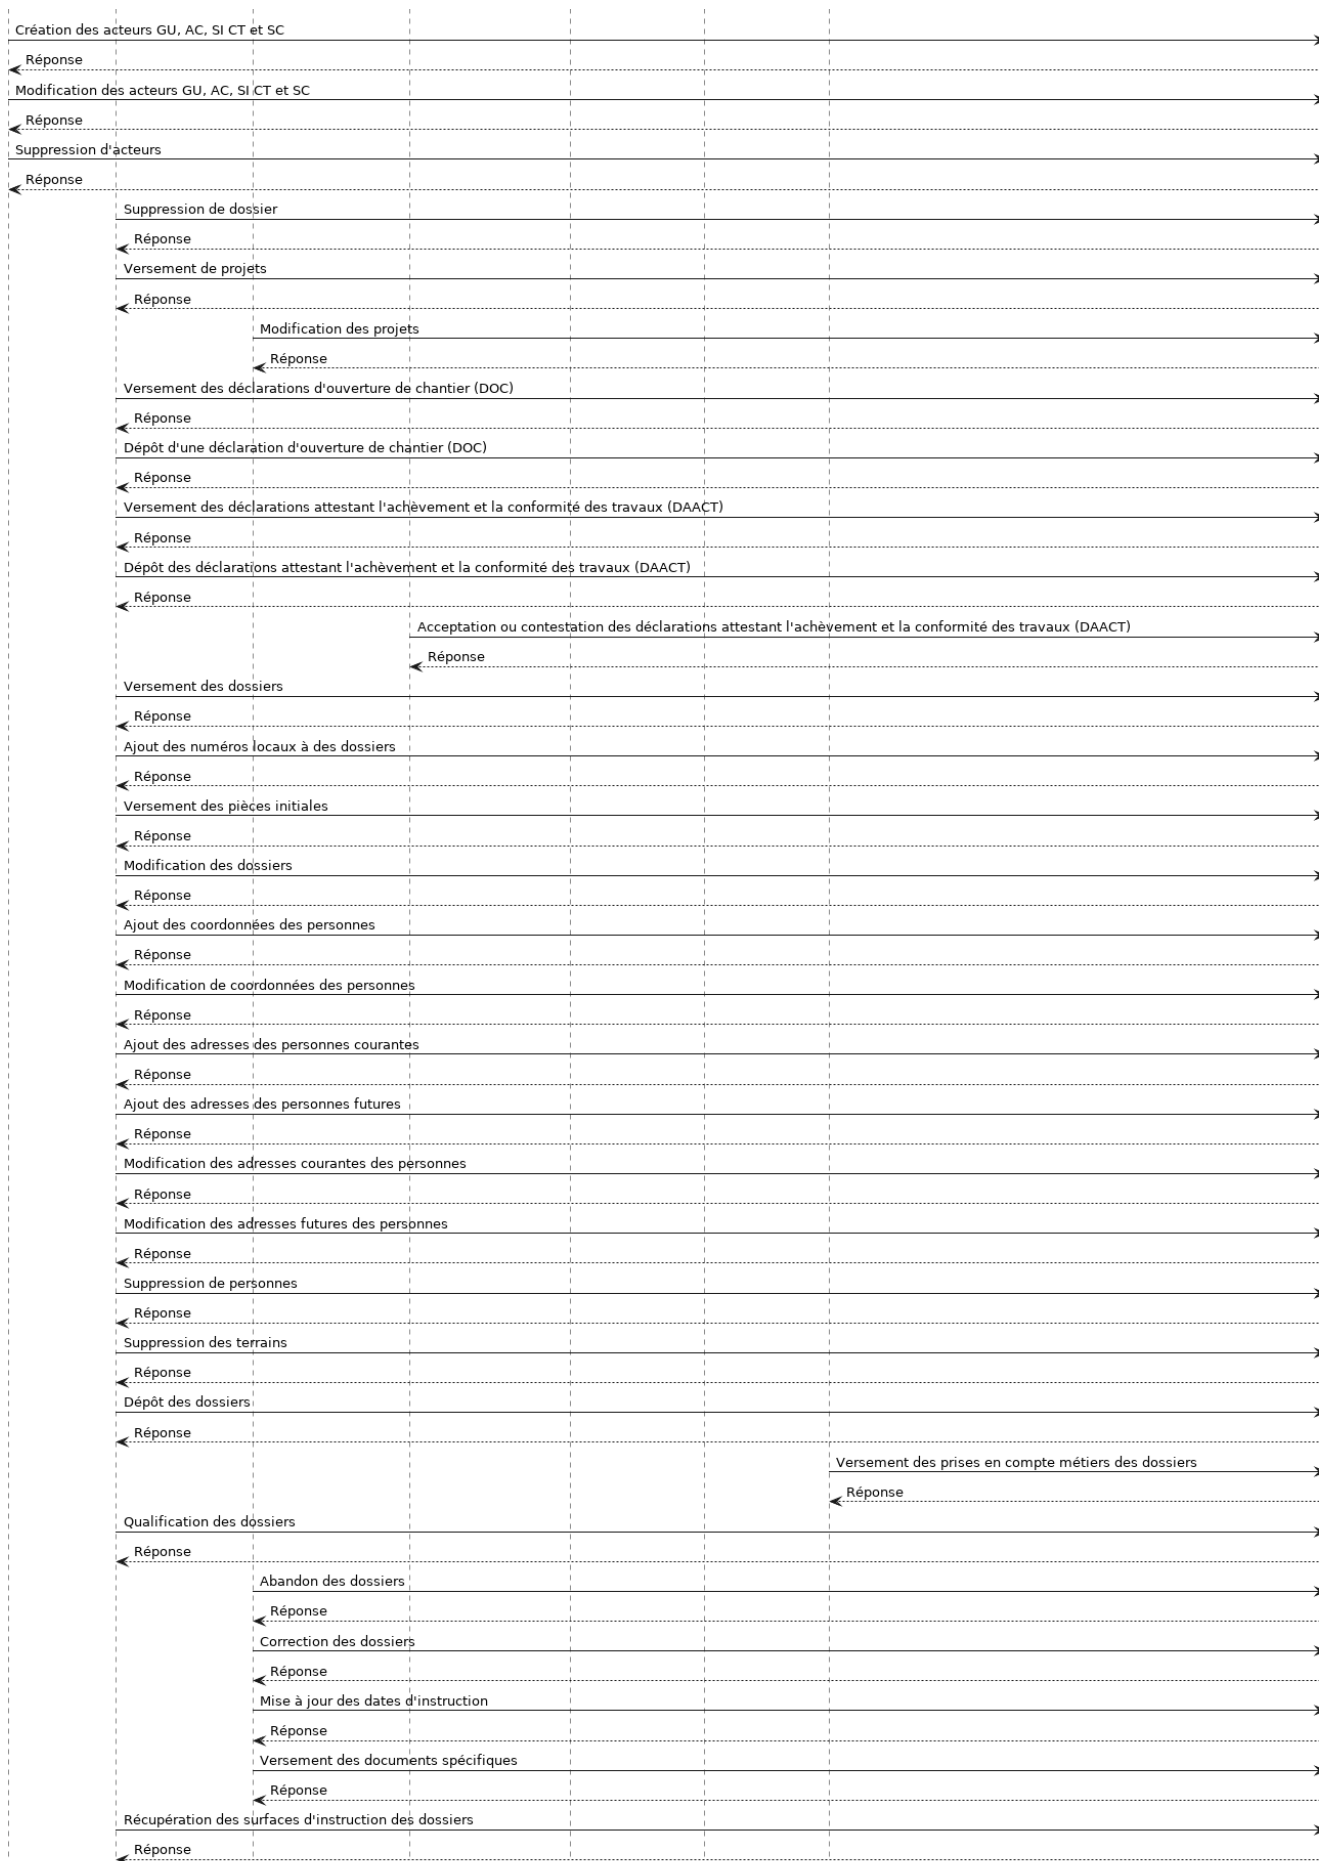 Création des acteurs GU, AC, SI CT et SC
Réponse
Modification des acteurs GU, AC, SI CT et SC
Réponse
Suppression d'acteurs
Réponse
Suppression de dossier
Réponse
Versement de projets
Réponse
Modification des projets
Réponse
Versement des déclarations d'ouverture de chantier (DOC)
Réponse
Dépôt d'une déclaration d'ouverture de chantier (DOC)
Réponse
Versement des déclarations attestant l'achèvement et la conformité des travaux (DAACT)
Réponse
Dépôt des déclarations attestant l'achèvement et la conformité des travaux (DAACT)
Réponse
Acceptation ou contestation des déclarations attestant l'achèvement et la conformité des travaux (DAACT)
Réponse
Versement des dossiers
Réponse
Ajout des numéros locaux à des dossiers
Réponse
Versement des pièces initiales
Réponse
Modification des dossiers
Réponse
Ajout des coordonnées des personnes
Réponse
Modification de coordonnées des personnes
Réponse
Ajout des adresses des personnes courantes
Réponse
Ajout des adresses des personnes futures
Réponse
Modification des adresses courantes des personnes
Réponse
Modification des adresses futures des personnes
Réponse
Suppression de personnes
Réponse
Suppression des terrains
Réponse
Dépôt des dossiers
Réponse
Versement des prises en compte métiers des dossiers
Réponse
Qualification des dossiers
Réponse
Abandon des dossiers
Réponse
Correction des dossiers
Réponse
Mise à jour des dates d'instruction
Réponse
Versement des documents spécifiques
Réponse
Récupération des surfaces d'instruction des dossiers
Réponse